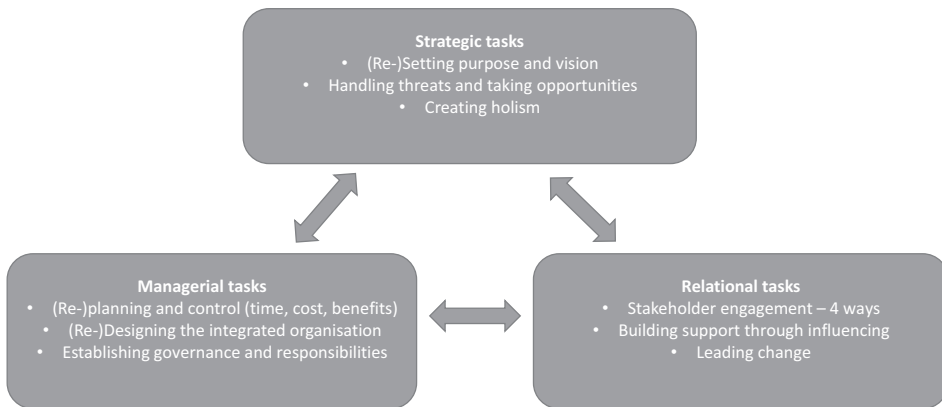 Strategic tasks
• (Re-)Setting purpose and vision
• Handling threats and taking opportunities
• Creating holism
Managerial tasks
• (Re-)planning and control (time, cost, benefits)
• (Re-)Designing the integrated organisation
• Establishing governance and responsibilities
Relational tasks
• Stakeholder engagement – 4 ways
• Building support through influencing
• Leading change